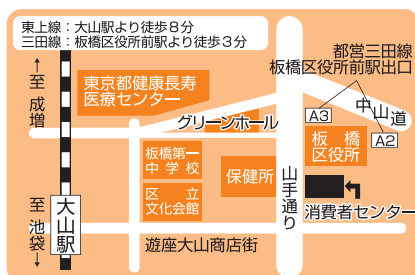 東上線：大山駅より徒歩8分
三田線：板橋区役所前駅より徒歩3分
都営三田線
板橋区役所前駅出口
↑至 成増
東京都健康長寿
医療センター
中山道
A3
A2
グリーンホール
板橋
区役所
板橋第一
中学校
保健所
山手通り
区立
文化会館
消費者センター
大山駅
至 池袋↓
遊座大山商店街